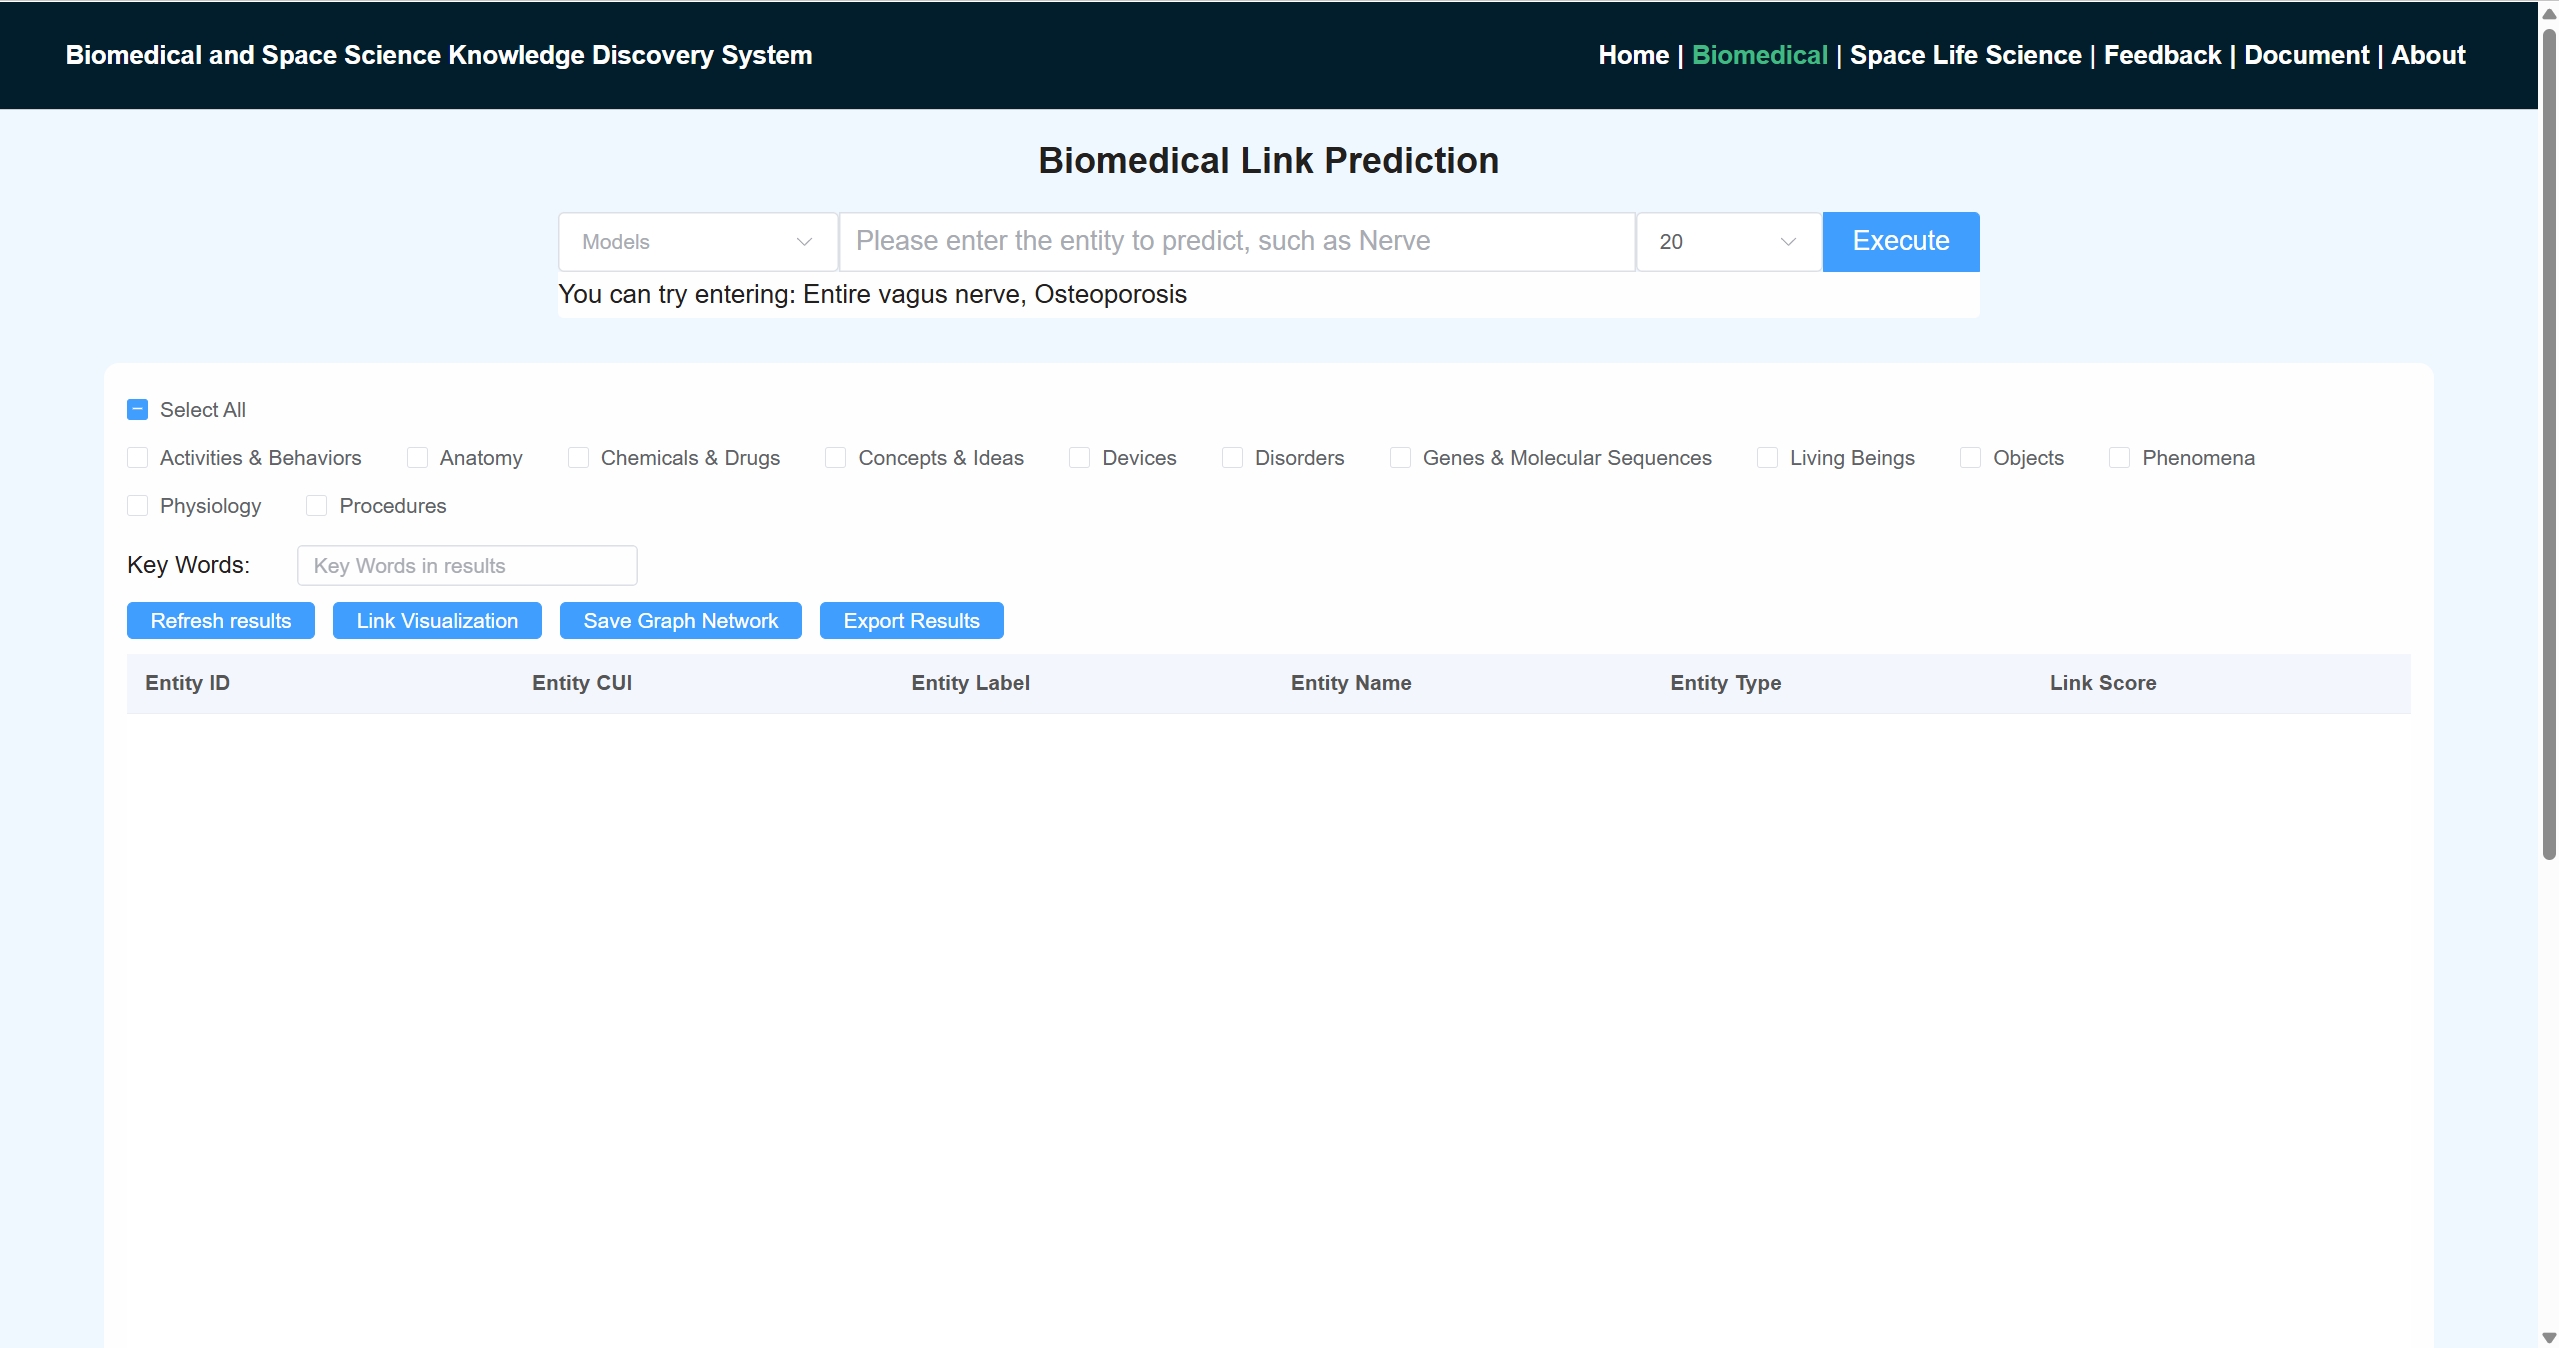 Biomedical and Space Science Knowledge Discovery System
Home | Biomedical | Space Life Science | Feedback | Document | About
Biomedical Link Prediction
Models
Please enter the entity to predict, such as Nerve
20
Execute
You can try entering: Entire vagus nerve, Osteoporosis
Select All
Activities & Behaviors Anatomy Chemicals & Drugs Concepts & Ideas Devices Disorders Genes & Molecular Sequences Living Beings Objects Phenomena
Physiology Procedures
Key Words: Key Words in results
Refresh results Link Visualization Save Graph Network Export Results
Entity ID Entity CUI Entity Label Entity Name Entity Type Link Score